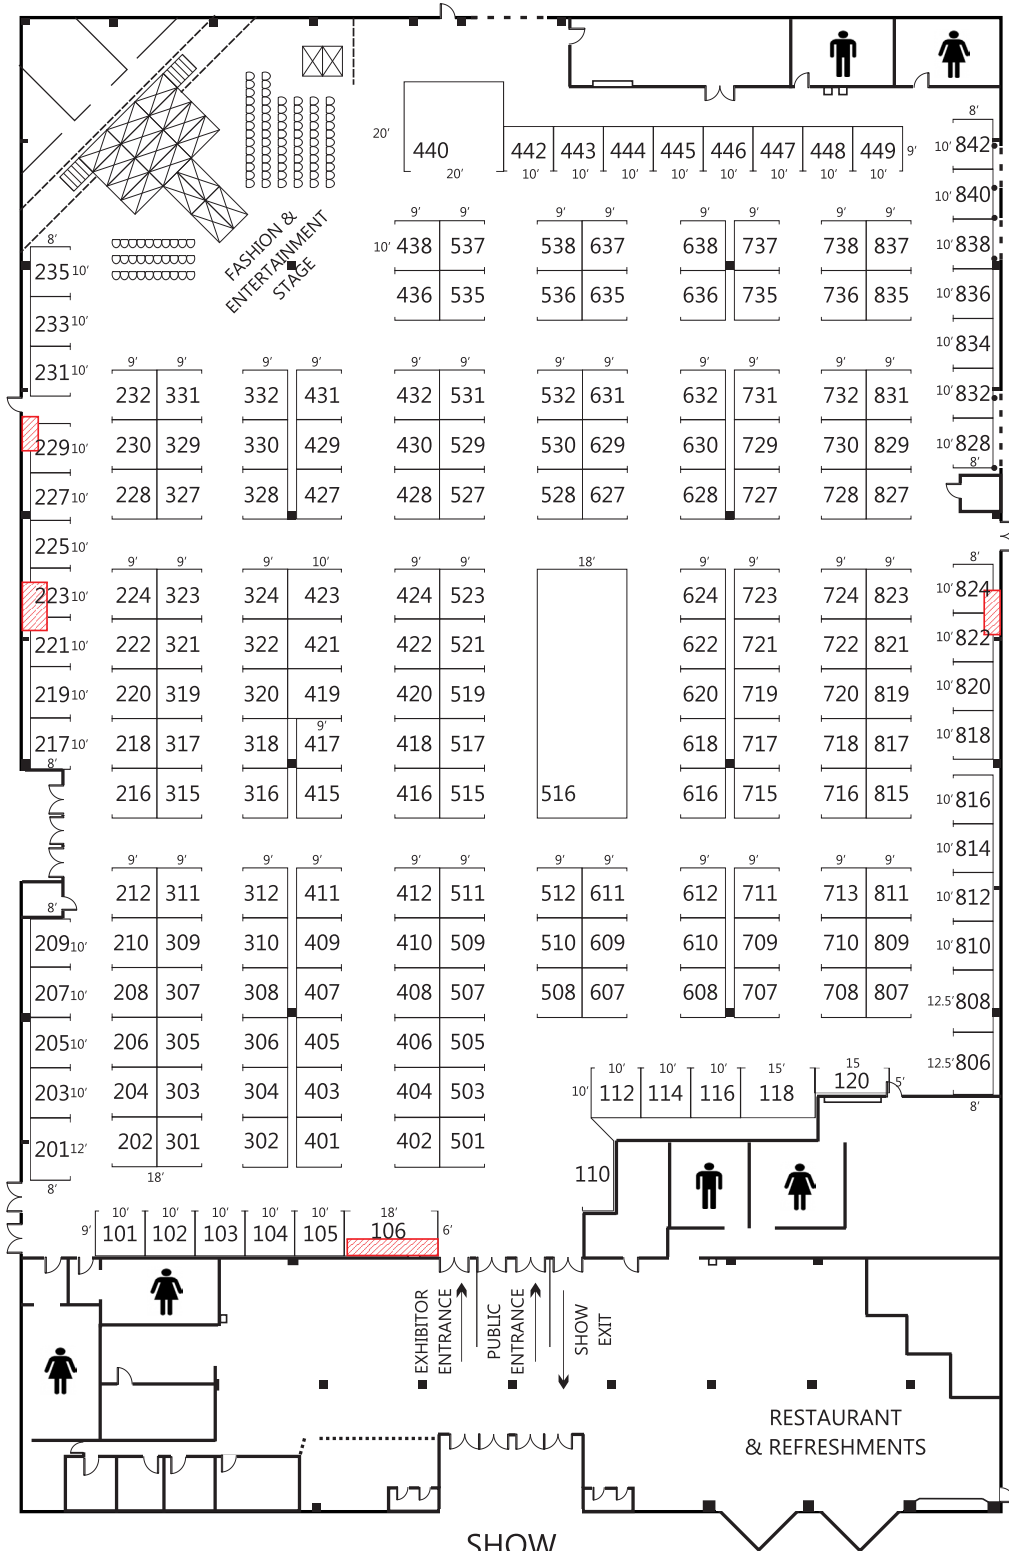 20'
440
20'
442 443 444 445 446 447 448 449 9'
10' 10' 10' 10' 10' 10' 10' 10'
8'
10' 842
10' 840
10' 838
10' 836
10' 834
10' 832
10' 828
8'
FASHION &
ENTERTAINMENT
STAGE
8'
235 10'
233 10'
231 10'
229 10'
227 10'
225 10'
223 10'
221 10'
219 10'
217 10'
8'
9' 9' 9' 9' 9' 9' 9' 9'
10' 438 537 538 637 638 737 738 837
436 535 536 635 636 735 736 835
9' 9' 9' 9' 9' 9' 9' 9' 9' 9' 9' 9'
232 331 332 431 432 531 532 631 632 731 732 831
230 329 330 429 430 529 530 629 630 729 730 829
228 327 328 427 428 527 528 627 628 727 728 827
9' 9' 9' 10' 9' 9' 18' 9' 9' 9' 9'
224 323 324 423 424 523 624 723 724 823
222 321 322 421 422 521 622 721 722 821
220 319 320 419 420 519 620 719 720 819
9'
218 317 318 417 418 517 618 717 718 817
216 315 316 415 416 515 516 616 715 716 815
8'
10' 824
10' 822
10' 820
10' 818
10' 816
10' 814
10' 812
10' 810
12.5' 808
12.5' 806
8'
9' 9' 9' 9' 9' 9' 9' 9' 9' 9' 9' 9'
212 311 312 411 412 511 512 611 612 711 713 811
210 309 310 409 410 509 510 609 610 709 710 809
208 307 308 407 408 507 508 607 608 707 708 807
206 305 306 405 406 505
204 303 304 403 404 503
202 301 302 401 402 501
18'
8'
209 10'
207 10'
205 10'
203 10'
201 12'
8'
10' 10' 10' 15' 15
10' 112 114 116 118 120 5'
110
10' 10' 10' 10' 10' 18'
9' 101 102 103 104 105 106 6'
EXHIBITOR
ENTRANCE
PUBLIC
ENTRANCE
SHOW
EXIT
RESTAURANT
& REFRESHMENTS
SHOW